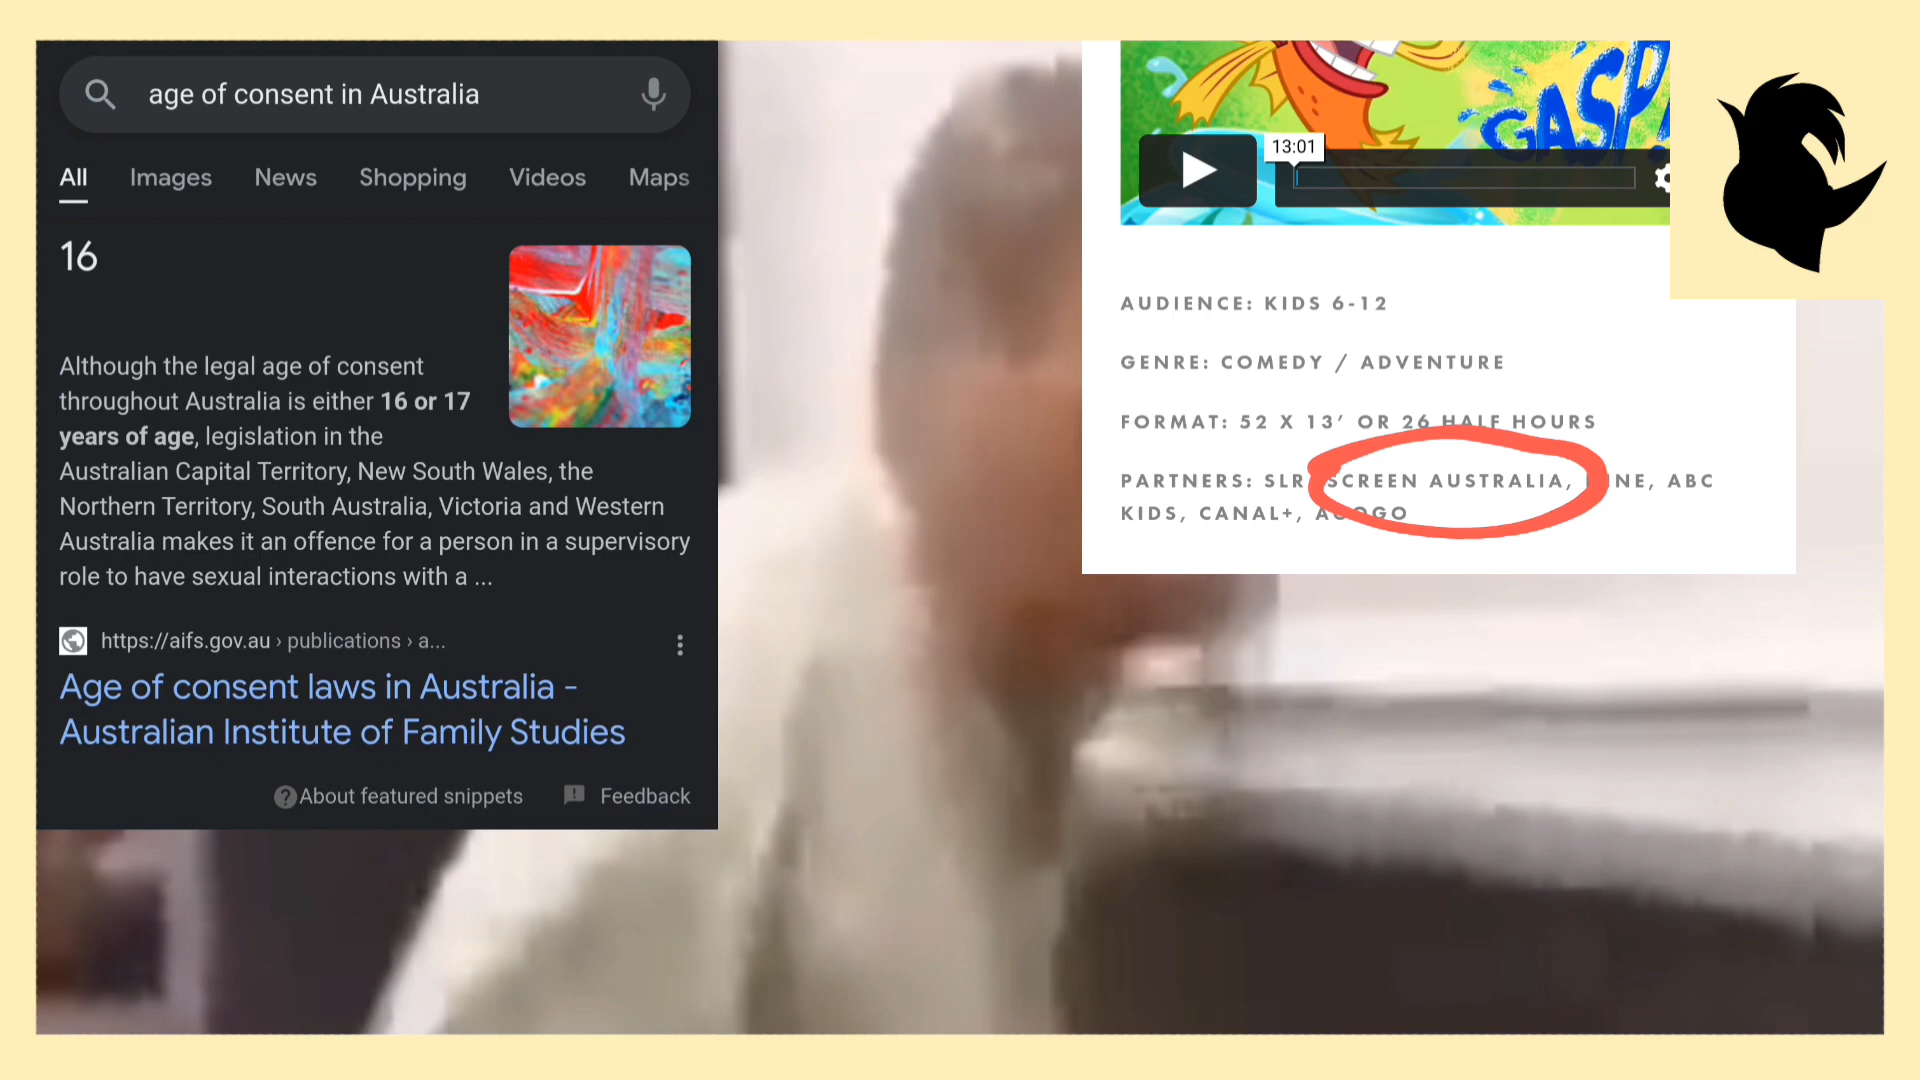 age of consent in Australia
All Images News Shopping Videos Maps
16
Although the legal age of consent
throughout Australia is either 16 or 17
years of age, legislation in the
Australian Capital Territory, New South Wales, the
Northern Territory, South Australia, Victoria and Western
Australia makes it an offence for a person in a supervisory
role to have sexual interactions with a ...
https://aifs.gov.au › publications › a...
Age of consent laws in Australia -
Australian Institute of Family Studies
About featured snippets Feedback
GASP
13:01
AUDIENCE: KIDS 6-12
GENRE: COMEDY / ADVENTURE
FORMAT: 52 X 13′ OR 26 HALF HOURS
PARTNERS: SLR, SCREEN AUSTRALIA, ABC
KIDS, CANAL+,